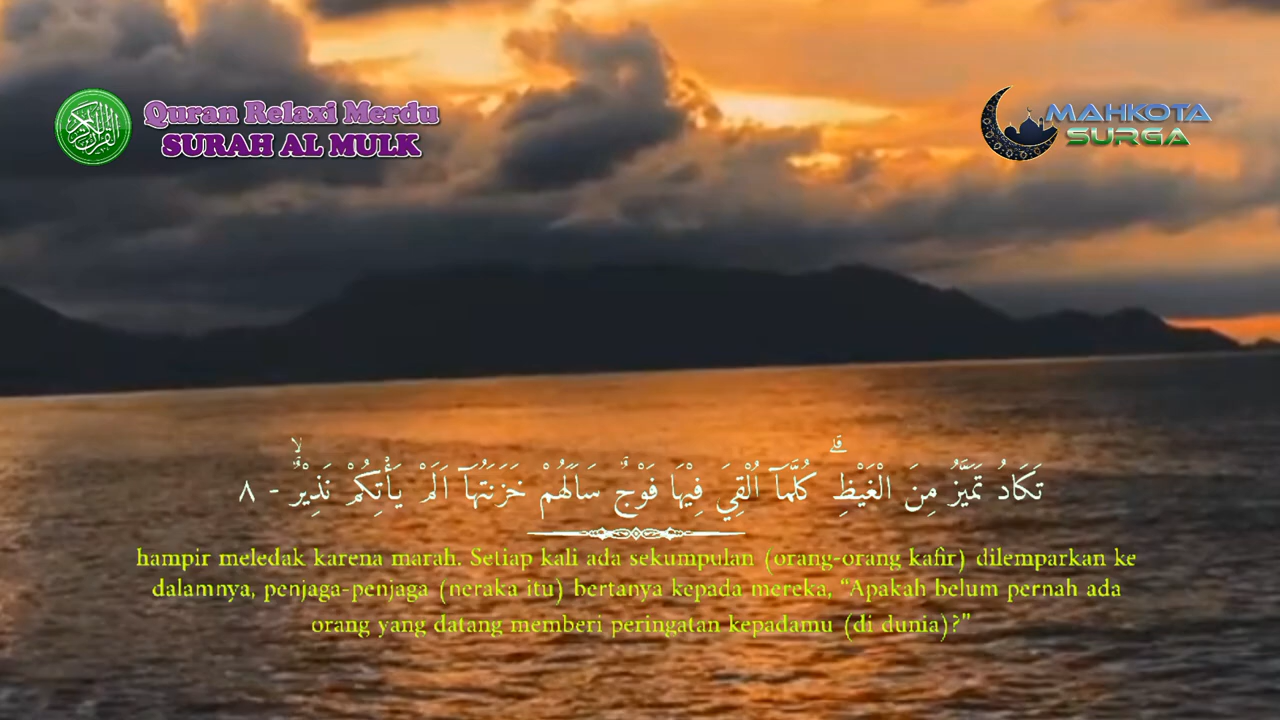 Quran Relaxi Merdu
SURAH AL MULK
MAHKOTA
SURGA
تَكَادُ تَمَيَّزُ مِنَ الْغَيْظِۗ كُلَّمَآ اُلْقِيَ فِيْهَا فَوْجٌ سَاَلَهُمْ خَزَنَتُهَآ اَلَمْ يَأْتِكُمْ نَذِيْرٌۙ - ٨
hampir meledak karena marah. Setiap kali ada sekumpulan (orang-orang kafir) dilemparkan ke
dalamnya, penjaga-penjaga (neraka itu) bertanya kepada mereka, “Apakah belum pernah ada
orang yang datang memberi peringatan kepadamu (di dunia)?”